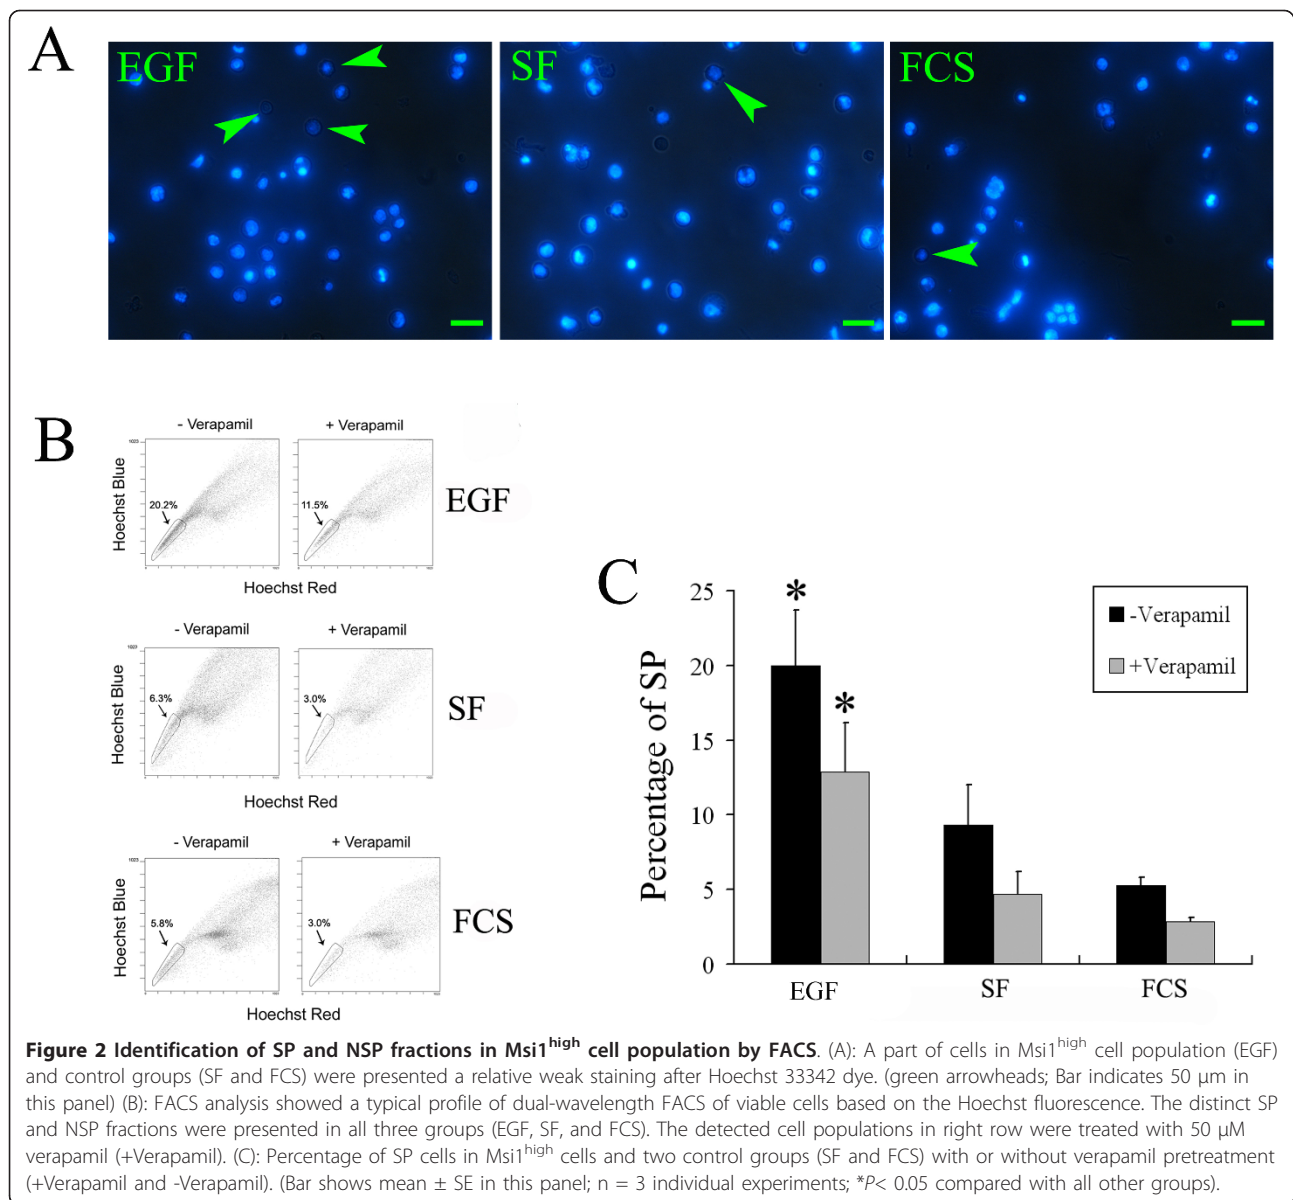 A
EGF
SF
FCS
B
- Verapamil
+ Verapamil
1023
Hoechst Blue
20.2%
11.5%
EGF
Hoechst Red
- Verapamil
+ Verapamil
Hoechst Blue
6.3%
3.0%
SF
Hoechst Red
- Verapamil
+ Verapamil
1023
Hoechst Blue
5.8%
3.0%
FCS
Hoechst Red
C
Percentage of SP
25
20
15
10
5
0
*
*
-Verapamil
+Verapamil
EGF
SF
FCS
Figure 2 Identification of SP and NSP fractions in Msi1^high cell population by FACS. (A): A part of cells in Msi1^high cell population (EGF)
and control groups (SF and FCS) were presented a relative weak staining after Hoechst 33342 dye. (green arrowheads; Bar indicates 50 μm in
this panel) (B): FACS analysis showed a typical profile of dual-wavelength FACS of viable cells based on the Hoechst fluorescence. The distinct SP
and NSP fractions were presented in all three groups (EGF, SF, and FCS). The detected cell populations in right row were treated with 50 μM
verapamil (+Verapamil). (C): Percentage of SP cells in Msi1^high cells and two control groups (SF and FCS) with or without verapamil pretreatment
(+Verapamil and -Verapamil). (Bar shows mean ± SE in this panel; n = 3 individual experiments; *P< 0.05 compared with all other groups).